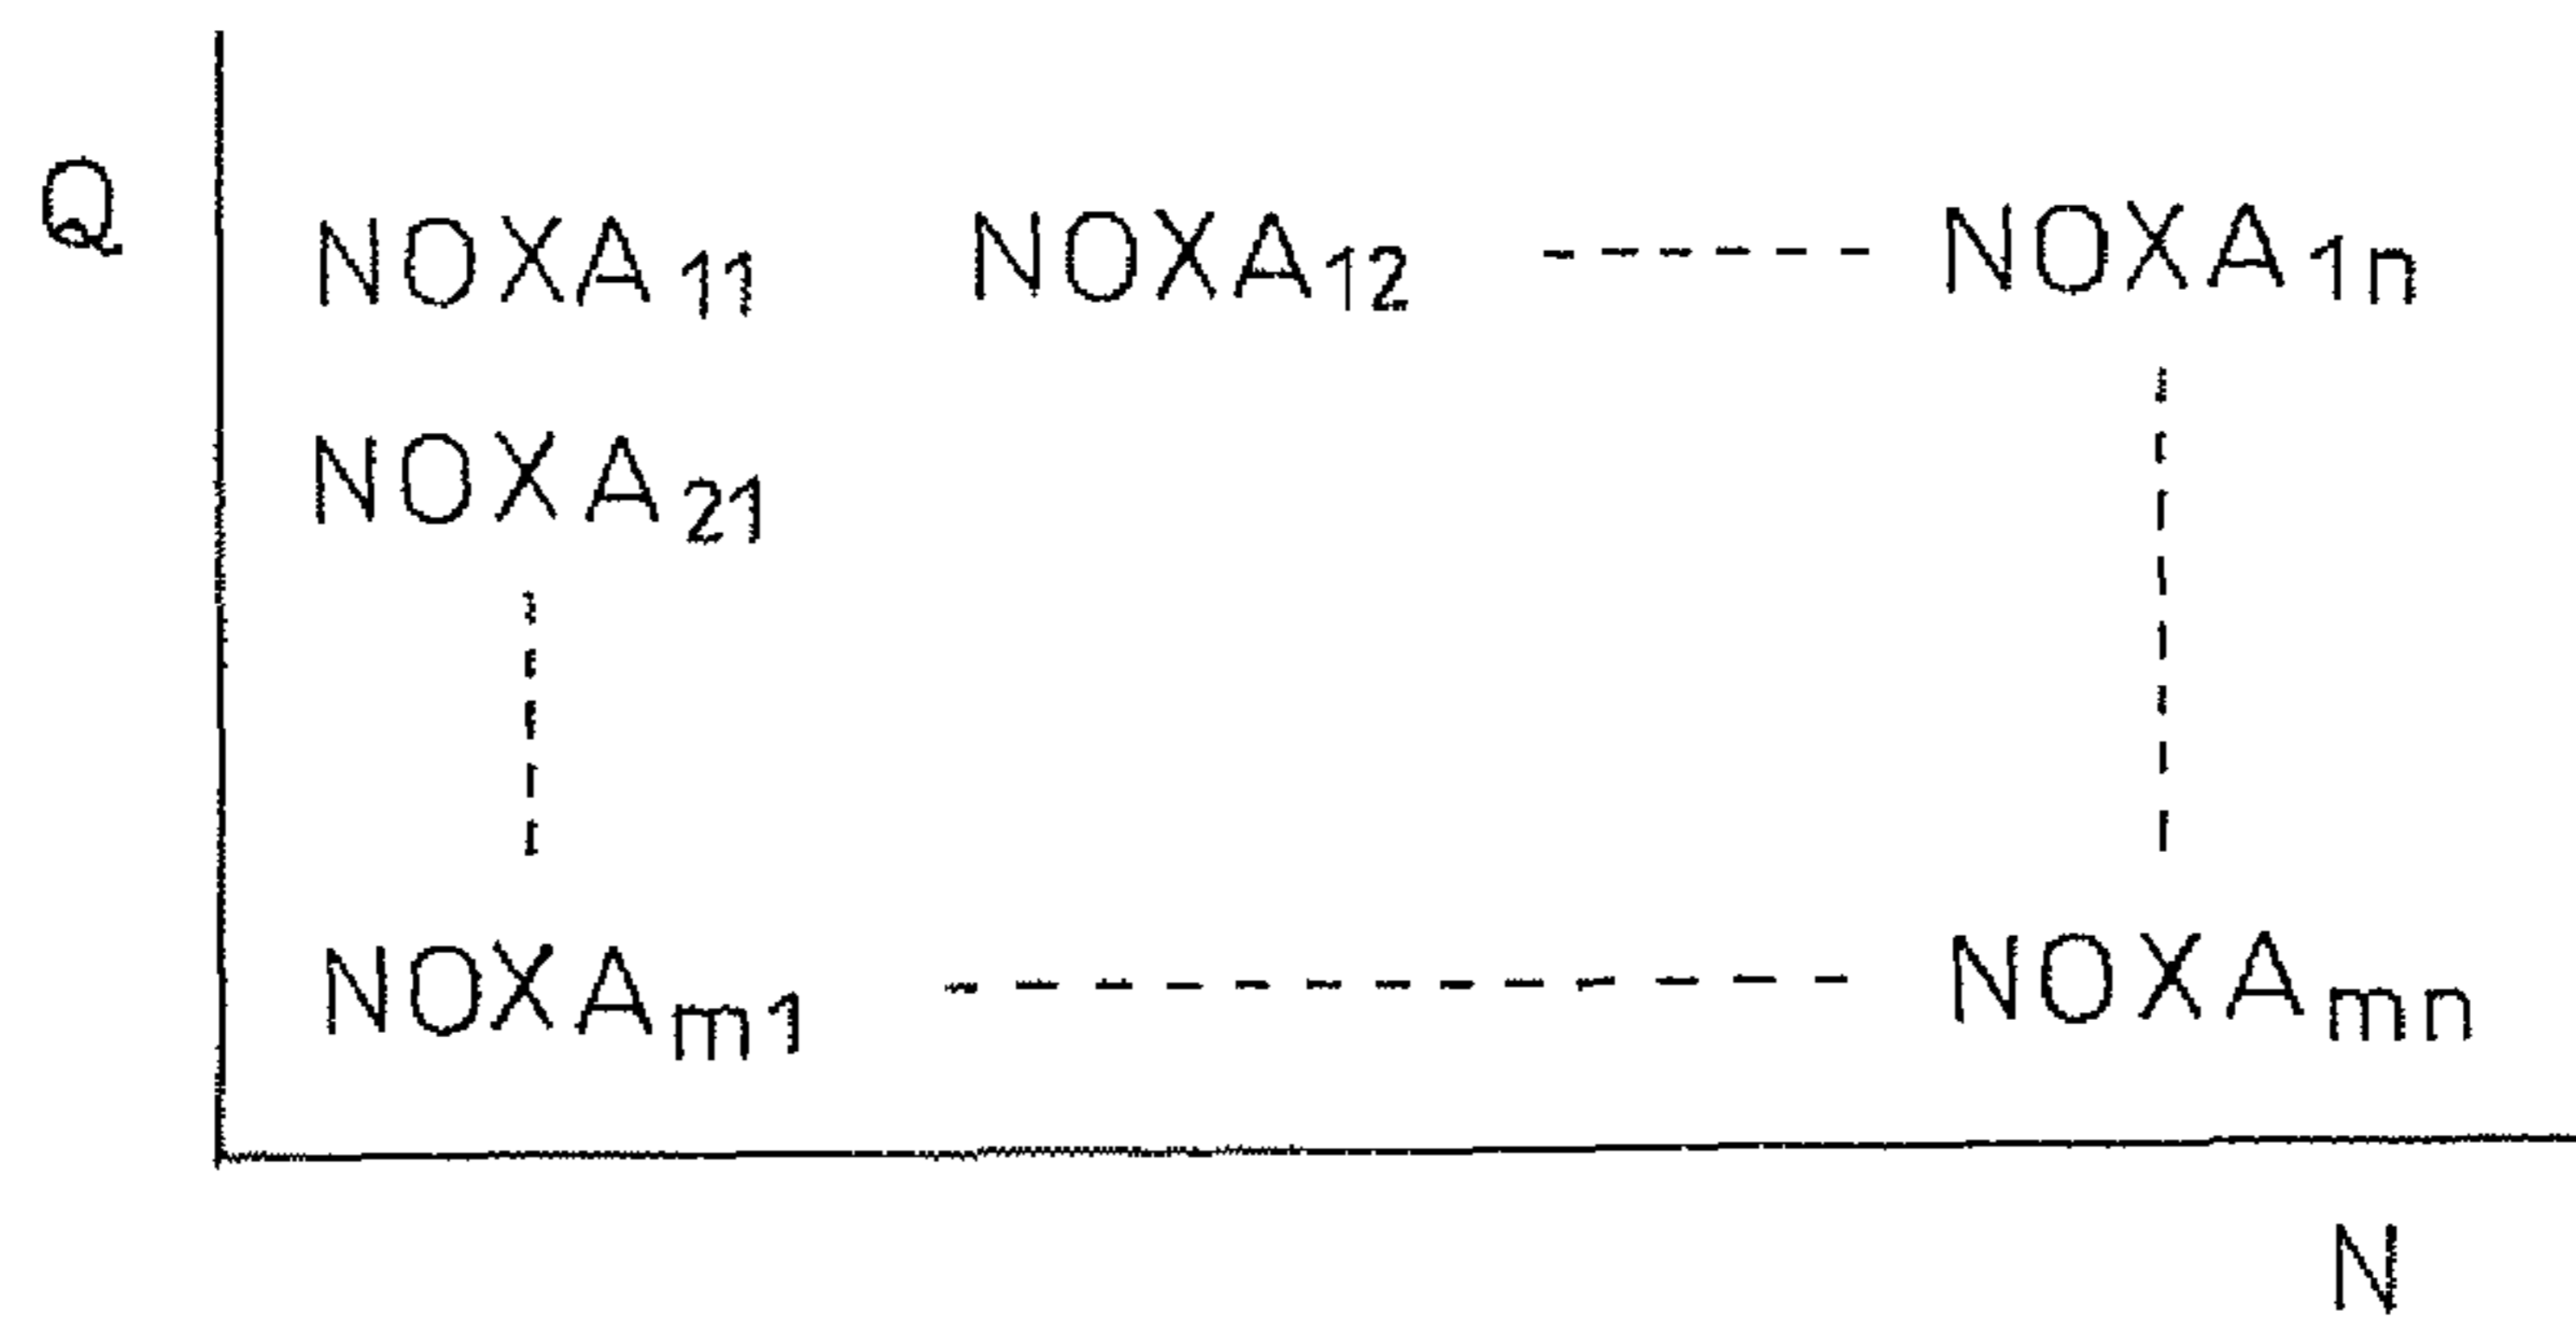 Q
NOXA₁₁ NOXA₁₂ ------ NOXA₁ₙ
NOXA₂₁
NOXAₘ₁ ------------- NOXAₘₙ
N